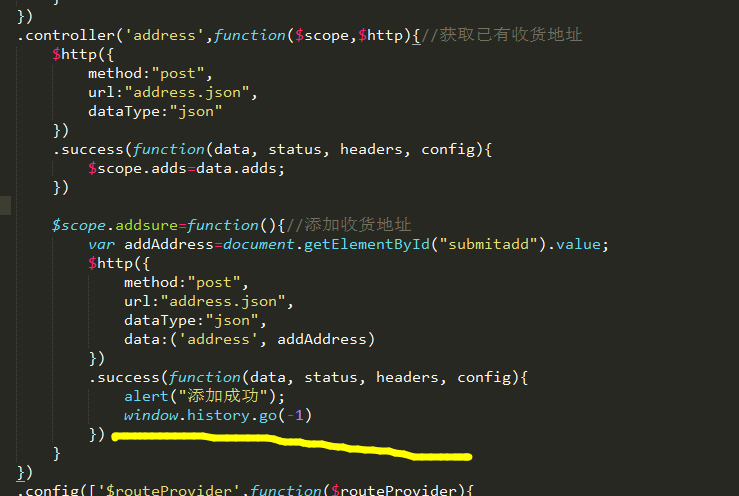 })
.controller('address',function($scope,$http){//获取已有收货地址
$http({
method:"post",
url:"address.json",
dataType:"json"
})
.success(function(data, status, headers, config){
$scope.adds=data.adds;
})
$scope.addsure=function(){//添加收货地址
var addAddress=document.getElementById("submitadd").value;
$http({
method:"post",
url:"address.json",
dataType:"json",
data:('address', addAddress)
})
.success(function(data, status, headers, config){
alert("添加成功");
window.history.go(-1)
})
}
})
.config(['$routeProvider',function($routeProvider){